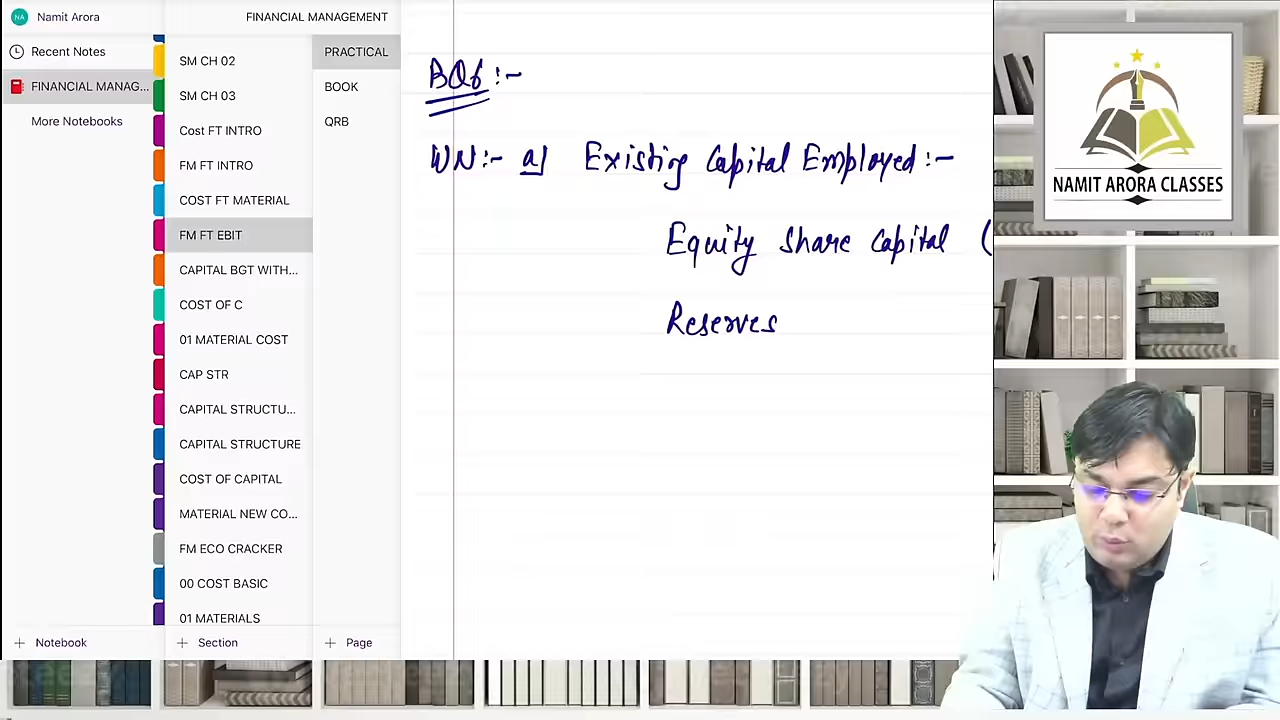 NA Namit Arora
Recent Notes
FINANCIAL MANAG...
More Notebooks
+ Notebook
SM CH 02
SM CH 03
Cost FT INTRO
FM FT INTRO
COST FT MATERIAL
FM FT EBIT
CAPITAL BGT WITH...
COST OF C
01 MATERIAL COST
CAP STR
CAPITAL STRUCTU...
CAPITAL STRUCTURE
COST OF CAPITAL
MATERIAL NEW CO...
FM ECO CRACKER
00 COST BASIC
01 MATERIALS
+ Section
FINANCIAL MANAGEMENT
PRACTICAL
BOOK
QRB
+ Page
BQ6 :-
WN:- a) Existing Capital Employed :-
Equity Share Capital (
Reserves
NAMIT ARORA CLASSES